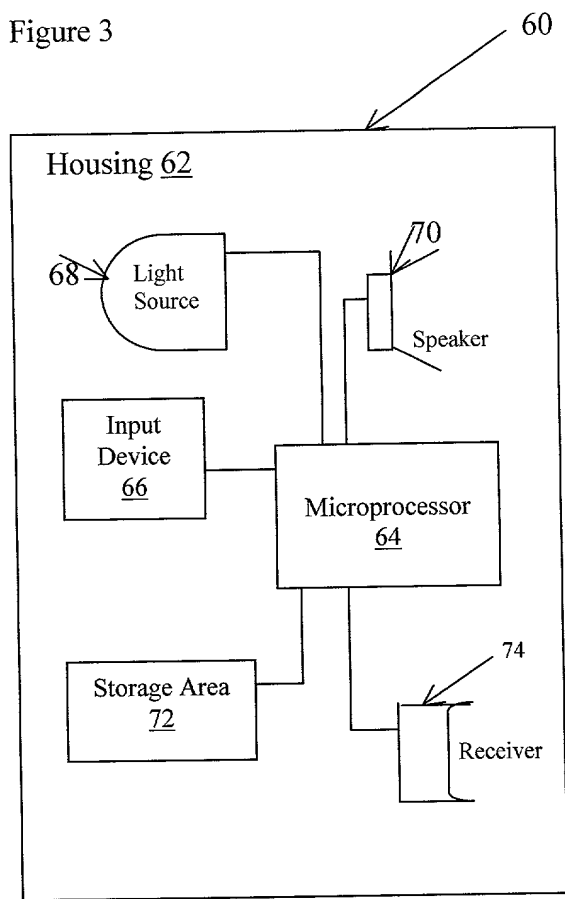 Figure 3
60
Housing 62
68
Light
Source
70
Speaker
Input
Device
66
Microprocessor
64
Storage Area
72
74
Receiver